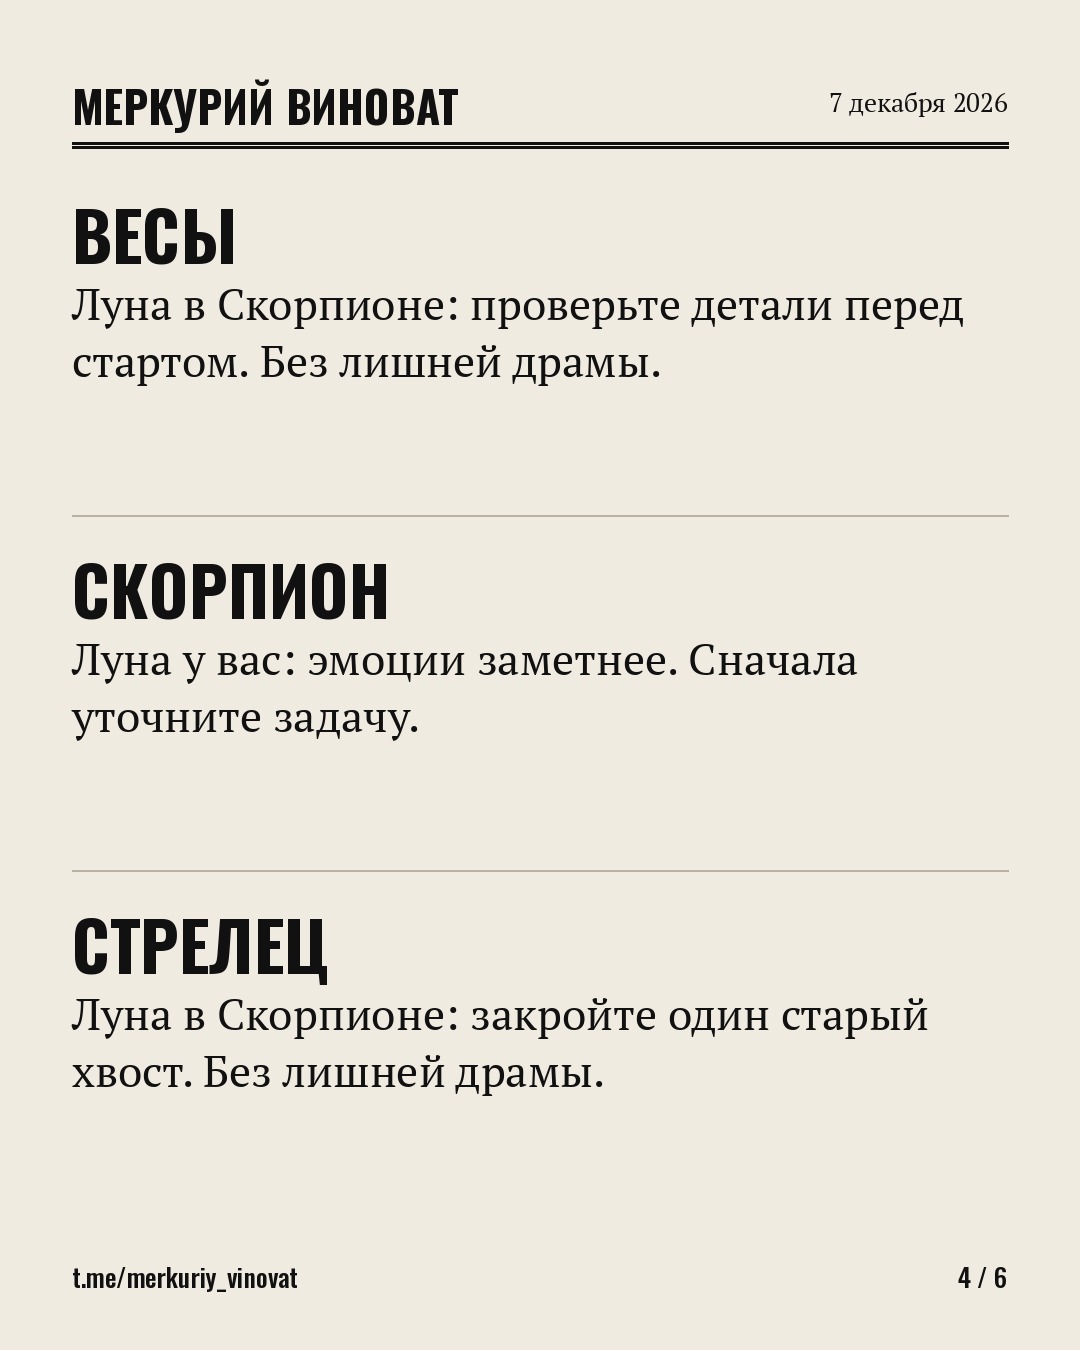 МЕРКУРИЙ ВИНОВАТ
7 декабря 2026
ВЕСЫ
Луна в Скорпионе: проверьте детали перед
стартом. Без лишней драмы.
СКОРПИОН
Луна у вас: эмоции заметнее. Сначала
уточните задачу.
СТРЕЛЕЦ
Луна в Скорпионе: закройте один старый
хвост. Без лишней драмы.
t.me/merkuriy_vinovat
4 / 6